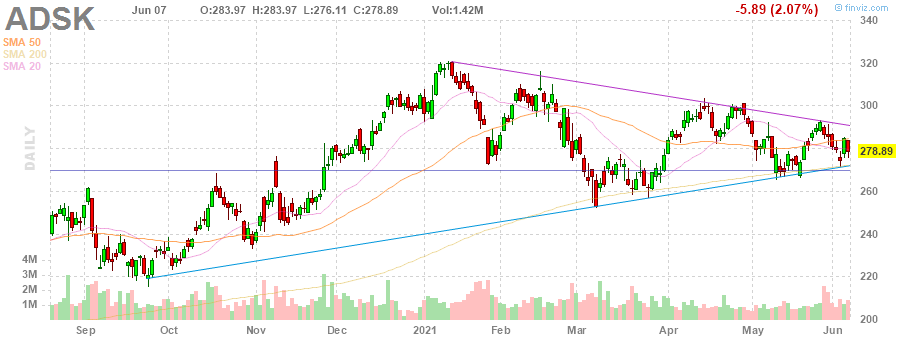 ADSK
Jun 07 O:283.97 H:283.97 L:276.11 C:278.89 Vol:1.42M -5.89 (2.07%) © finviz.com
SMA 50
SMA 200
SMA 20
DAILY
340
320
300
280
278.89
260
240
220
200
4M
3M
2M
1M
Sep Oct Nov Dec 2021 Feb Mar Apr May Jun